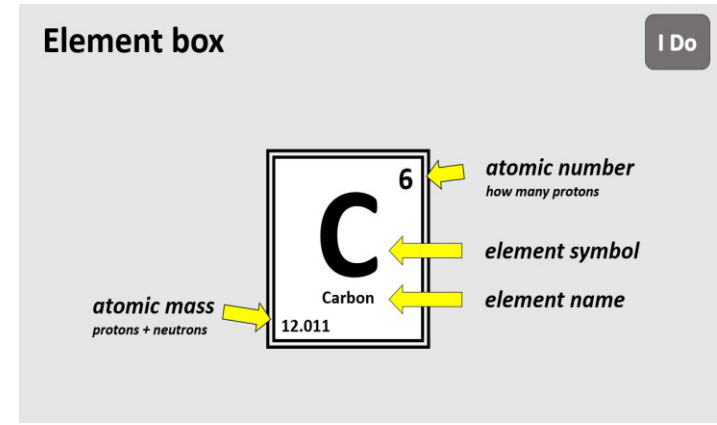 Element box
I Do
6
atomic number
how many protons
C
element symbol
Carbon
element name
atomic mass
protons + neutrons
12.011